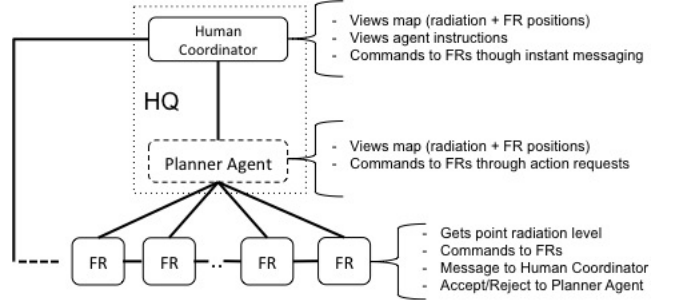 Human
Coordinator
- Views map (radiation + FR positions)
- Views agent instructions
- Commands to FRs though instant messaging
HQ
Planner Agent
- Views map (radiation + FR positions)
- Commands to FRs through action requests
FR
FR
..
FR
FR
- Gets point radiation level
- Commands to FRs
- Message to Human Coordinator
- Accept/Reject to Planner Agent